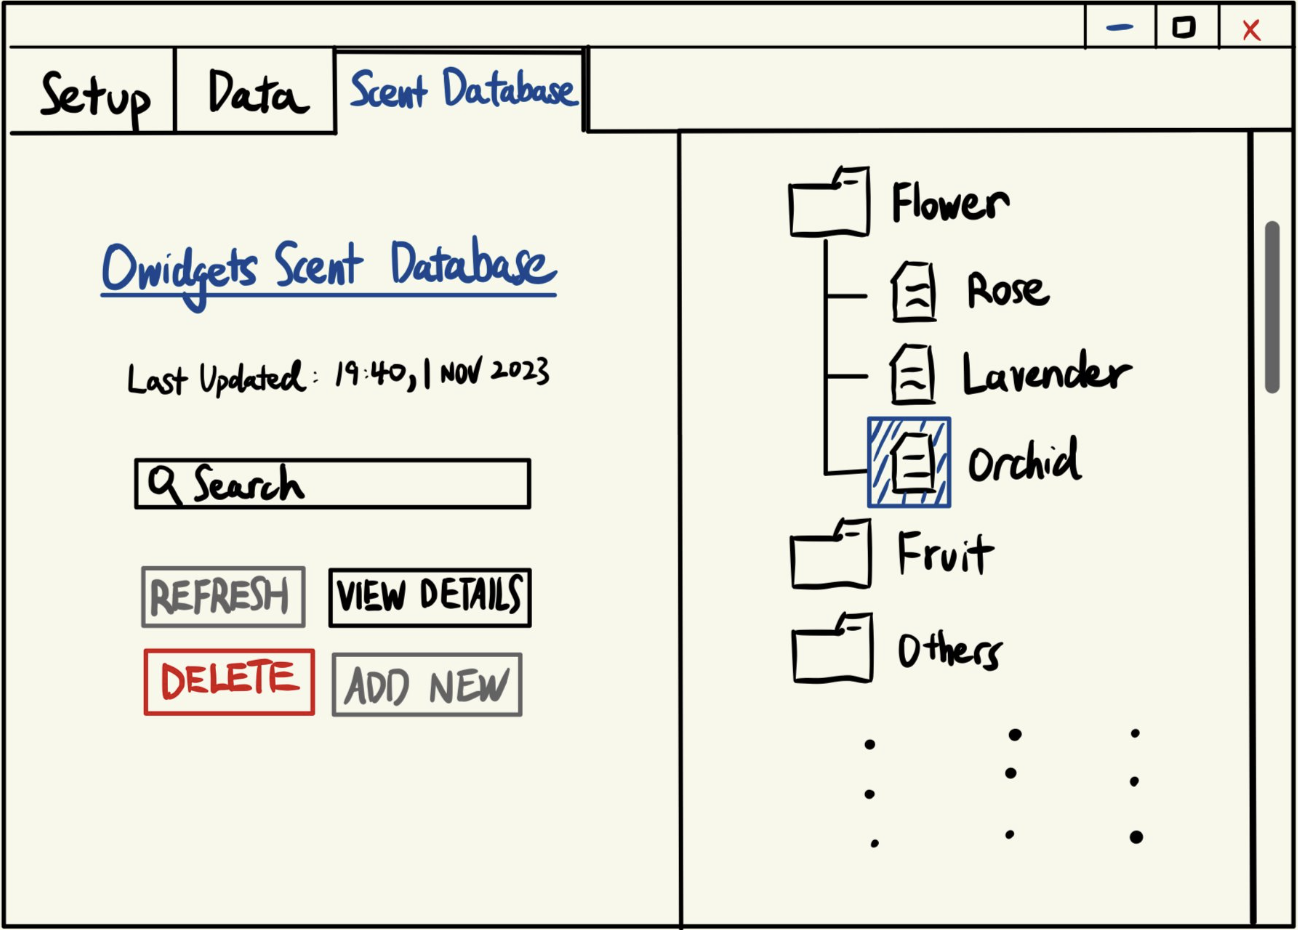 Setup Data Scent Database
Owidgets Scent Database
Last Updated: 19:40, 1 NOV 2023
Search
REFRESH VIEW DETAILS
DELETE ADD NEW
Flower
Rose
Lavender
Orchid
Fruit
Others